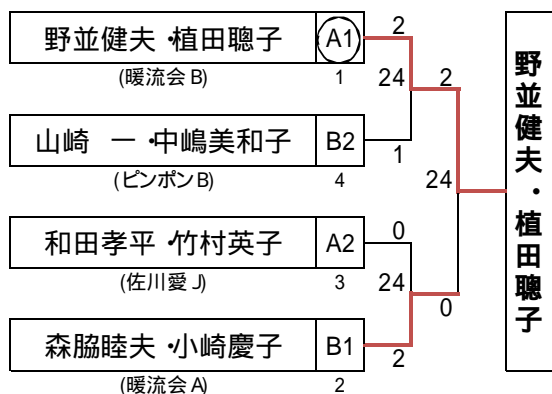 野並健夫・植田聰子 A1 2
(暖流会 B) 1 24 2
山崎 一・中嶋美和子 B2 1
(ピンポン B) 4 24
和田孝平・竹村英子 A2 0
(佐川愛 J) 3 24 0
森脇睦夫・小崎慶子 B1 2
(暖流会 A) 2
野並健夫・植田聰子